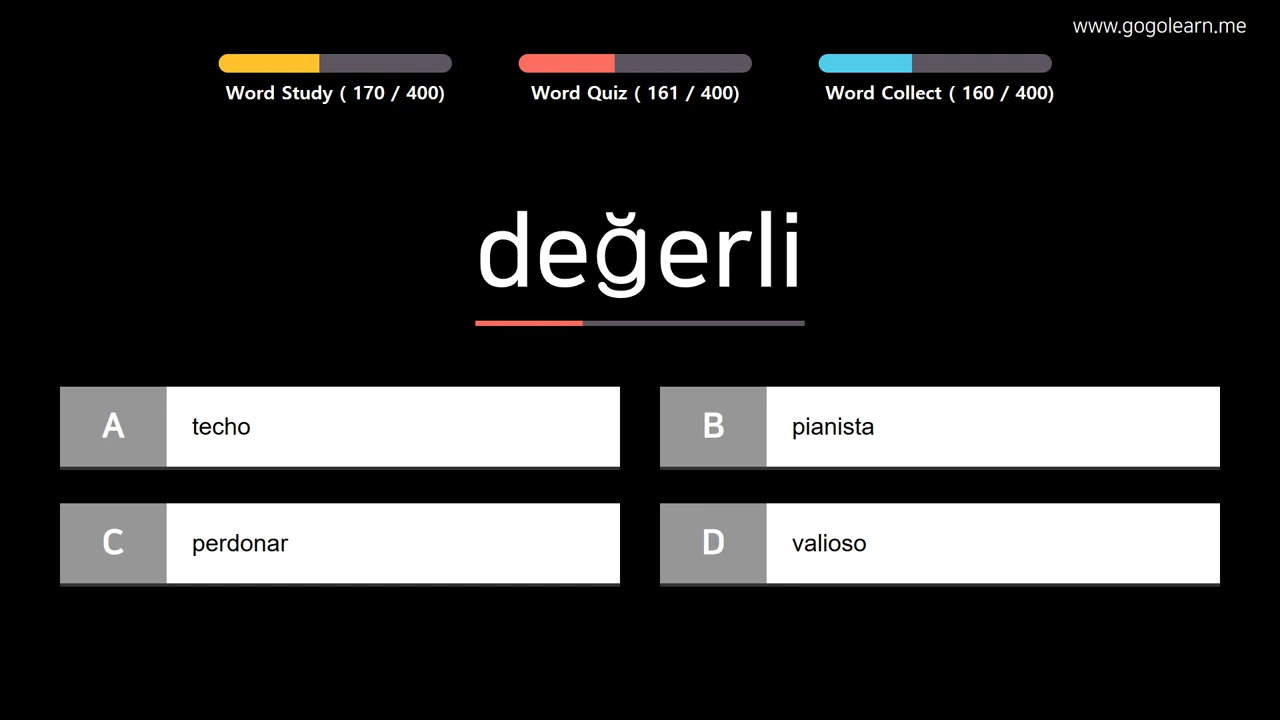 www.gogolearn.me
Word Study ( 170 / 400)
Word Quiz ( 161 / 400)
Word Collect ( 160 / 400)
değerli
A techo
B pianista
C perdonar
D valioso